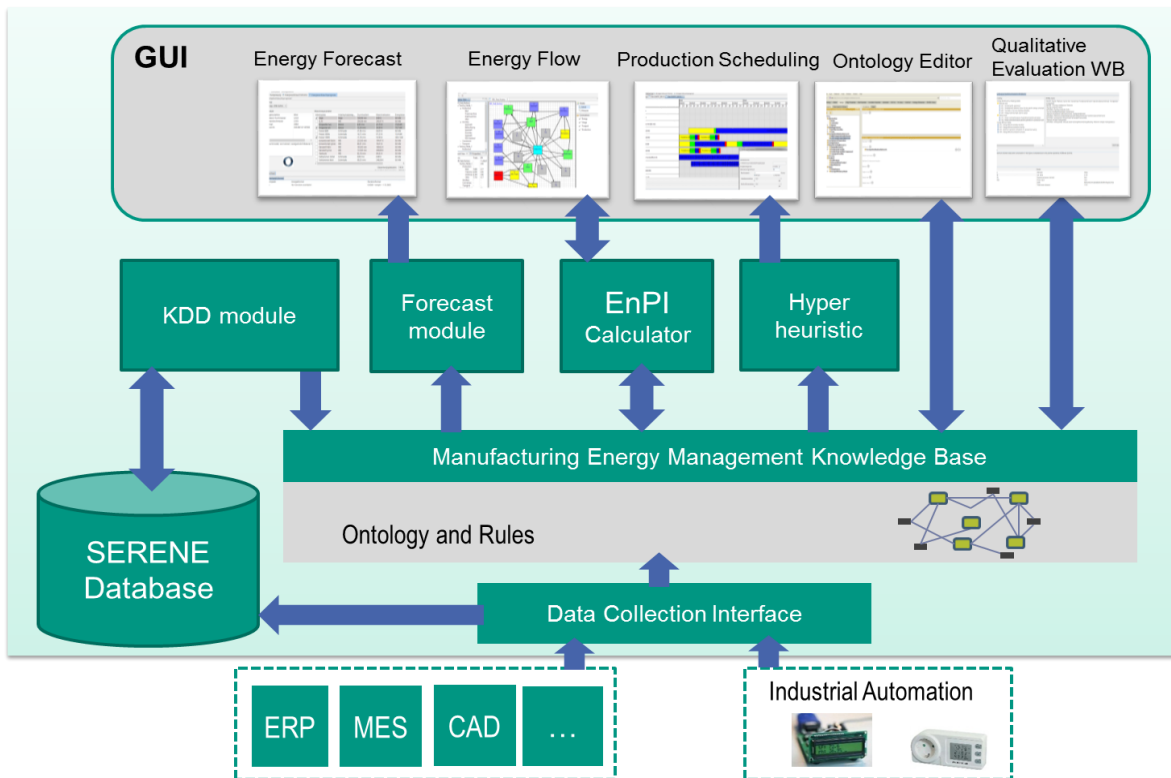 GUI
Energy Forecast
Energy Flow
Production Scheduling
Ontology Editor
Qualitative
Evaluation WB
KDD module
Forecast
module
EnPI
Calculator
Hyper
heuristic
Manufacturing Energy Management Knowledge Base
Ontology and Rules
SERENE
Database
Data Collection Interface
ERP
MES
CAD
...
Industrial Automation